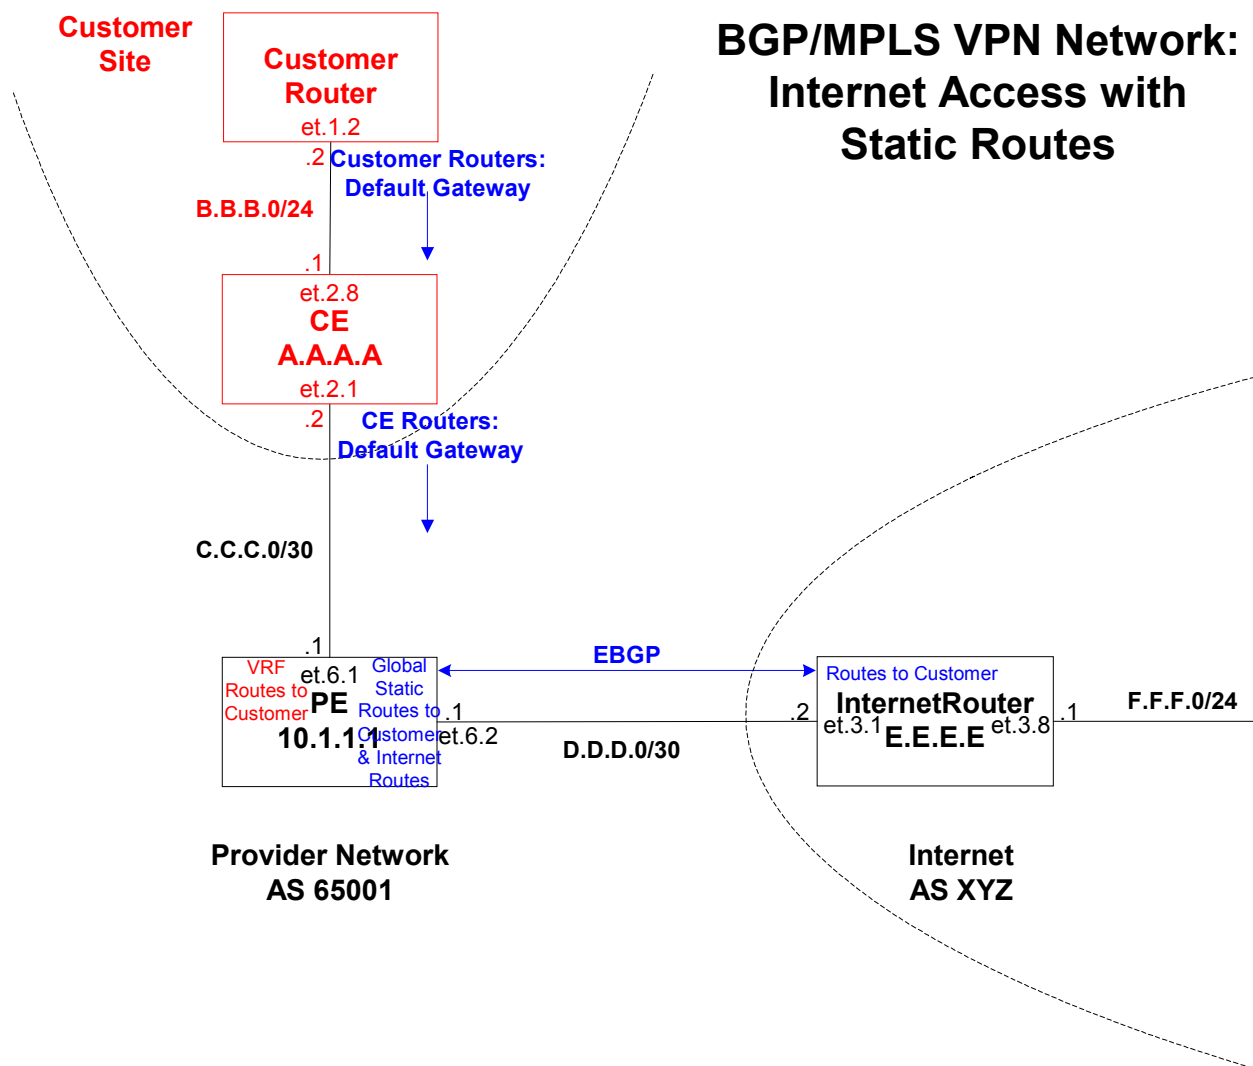 Customer
Site
BGP/MPLS VPN Network:
Internet Access with
Static Routes
Customer
Router
et.1.2
.2
Customer Routers:
Default Gateway
B.B.B.0/24
.1
et.2.8
CE
A.A.A.A
et.2.1
.2
CE Routers:
Default Gateway
C.C.C.0/30
.1
VRF
Routes to
Customer
et.6.1
PE
10.1.1.1
Global
Static
Routes to
Customer
& Internet
Routes
.1
et.6.2
EBGP
D.D.D.0/30
.2
Routes to Customer
InternetRouter
et.3.1
E.E.E.E
et.3.8
.1
F.F.F.0/24
Provider Network
AS 65001
Internet
AS XYZ